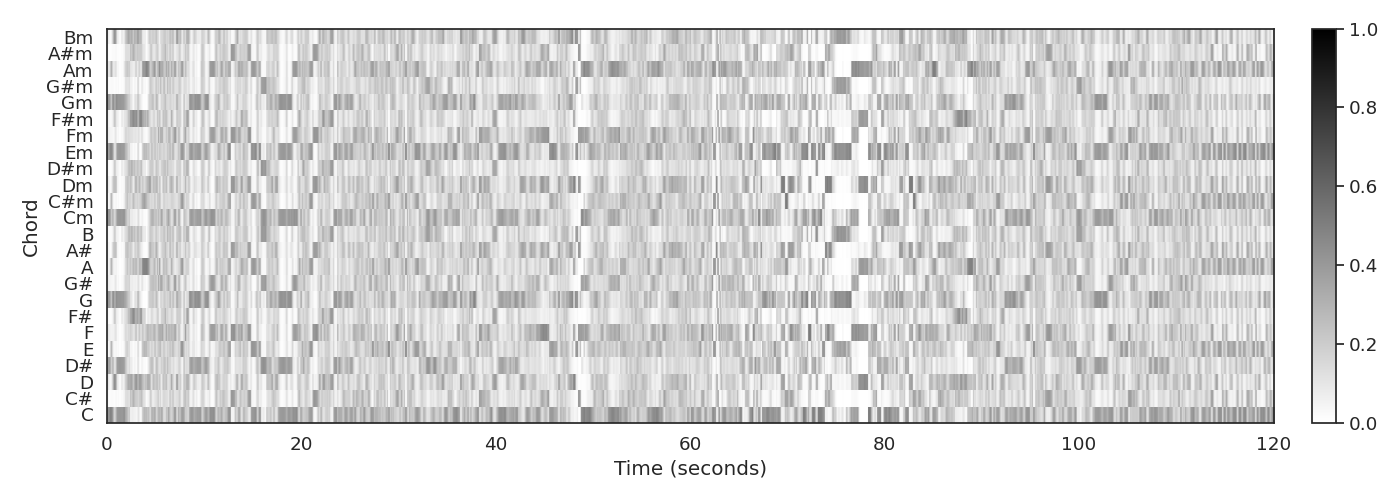 Bm
A#m
Am
G#m
Gm
F#m
Fm
Em
D#m
Dm
C#m
Cm
B
A#
A
G#
G
F#
F
E
D#
D
C#
C
Chord
0 20 40 60 80 100 120
Time (seconds)
1.0
0.8
0.6
0.4
0.2
0.0